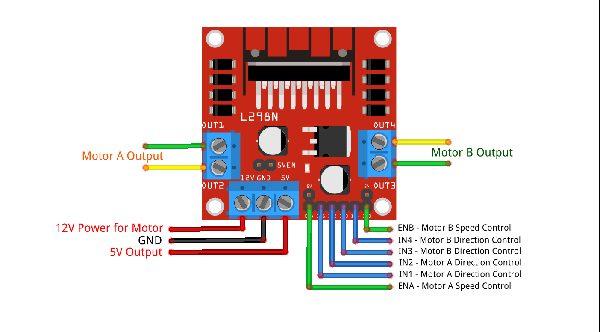 L298N
OUT1
OUT4
Motor A Output
Motor B Output
5VEN
OUT2
OUT3
12V GND 5V
12V Power for Motor
GND
5V Output
ENB - Motor B Speed Control
IN4 - Motor B Direction Control
IN3 - Motor B Direction Control
IN2 - Motor A Direction Control
IN1 - Motor A Direction Control
ENA - Motor A Speed Control